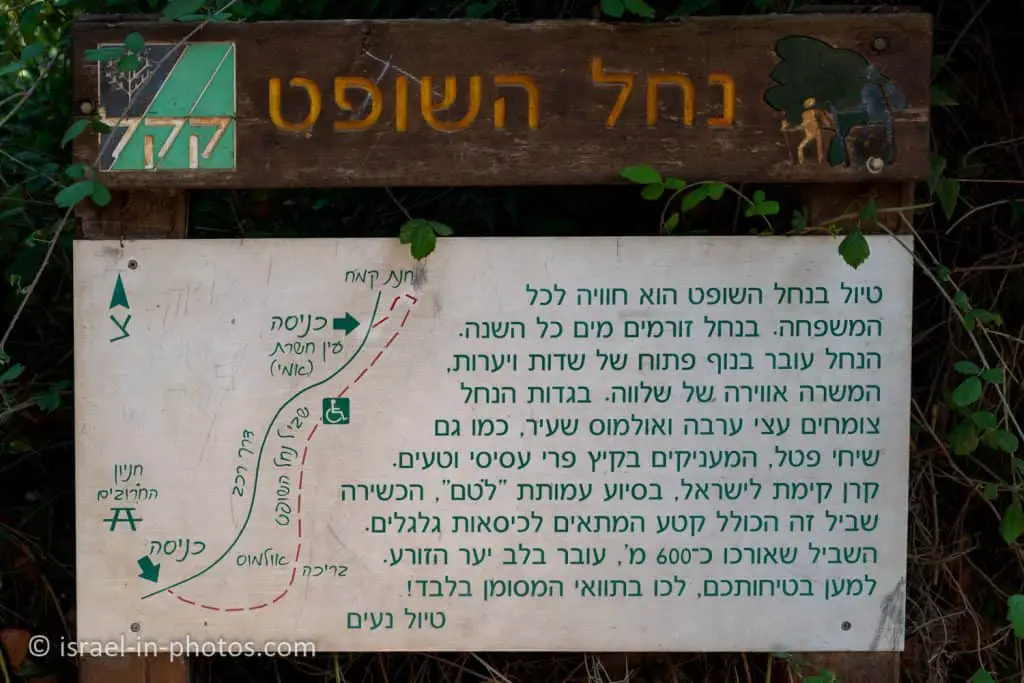 נחל השופט
קקל
טיול בנחל השופט הוא חוויה לכל
המשפחה. בנחל זורמים מים כל השנה.
הנחל עובר בנוף פתוח של שדות ויערות,
המשרה אווירה של שלווה. בגדות הנחל
צומחים עצי ערבה ואולמוס שעיר, כמו גם
שיחי פטל, המעניקים בקיץ פרי עסיסי וטעים.
קרן קימת לישראל, בסיוע עמותת "לטם", הכשירה
שביל זה הכולל קטע המתאים לכיסאות גלגלים.
השביל שאורכו כ־600 מ', עובר בלב יער הזורע.
למען בטיחותכם, לכו בתוואי המסומן בלבד!
טיול נעים
חנת קמח
כניסה
עין חשרת
(אומי)
שביל נחל השופט
דרך רכב
חניון
החרובים
כניסה
אולמוס
בריכה
צ
© israel-in-photos.com